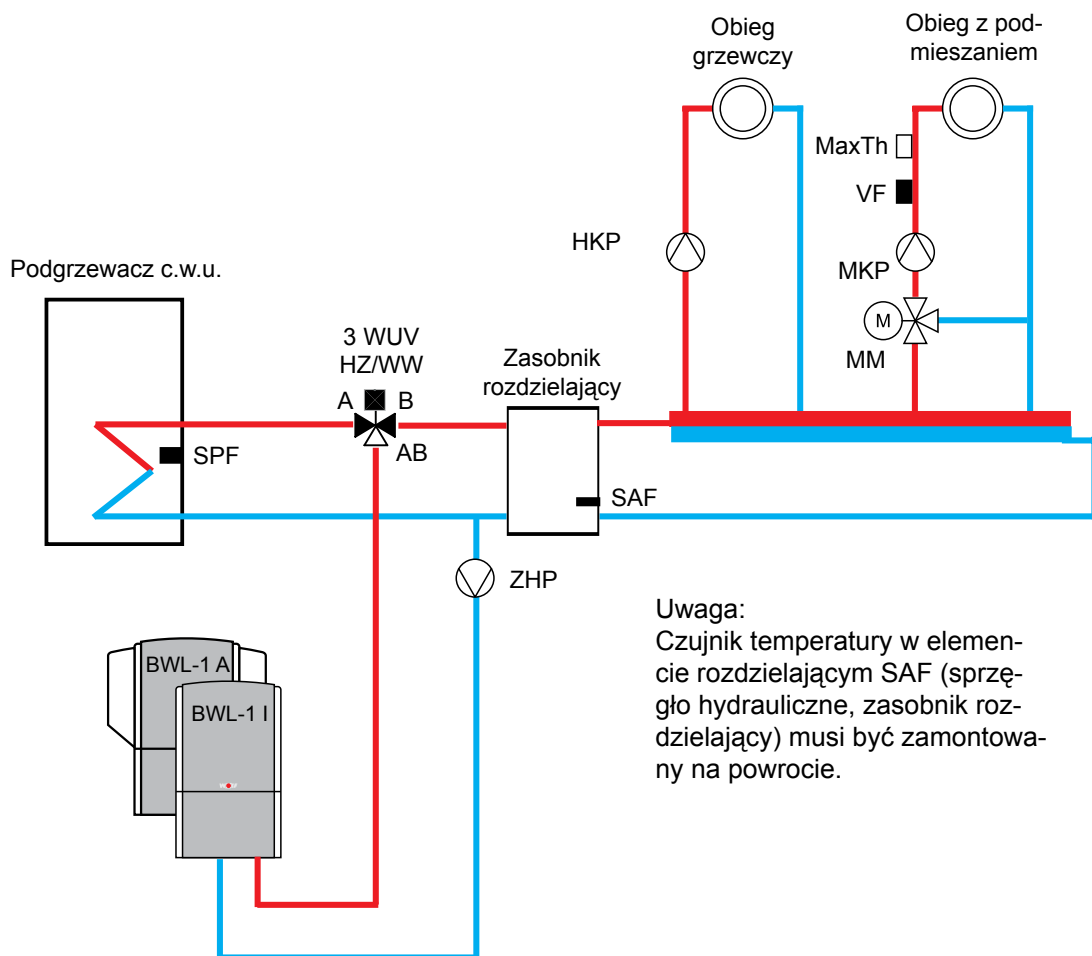 Obieg
grzewczy
Obieg z pod-
mieszaniem
MaxTh
VF
HKP
MKP
M
MM
Podgrzewacz c.w.u.
3 WUV
HZ/WW
A
B
AB
Zasobnik
rozdzielający
SPF
SAF
ZHP
BWL-1 A
BWL-1 I
Uwaga:
Czujnik temperatury w elemen-
cie rozdzielającym SAF (sprzę-
gło hydrauliczne, zasobnik roz-
dzielający) musi być zamontowa-
ny na powrocie.